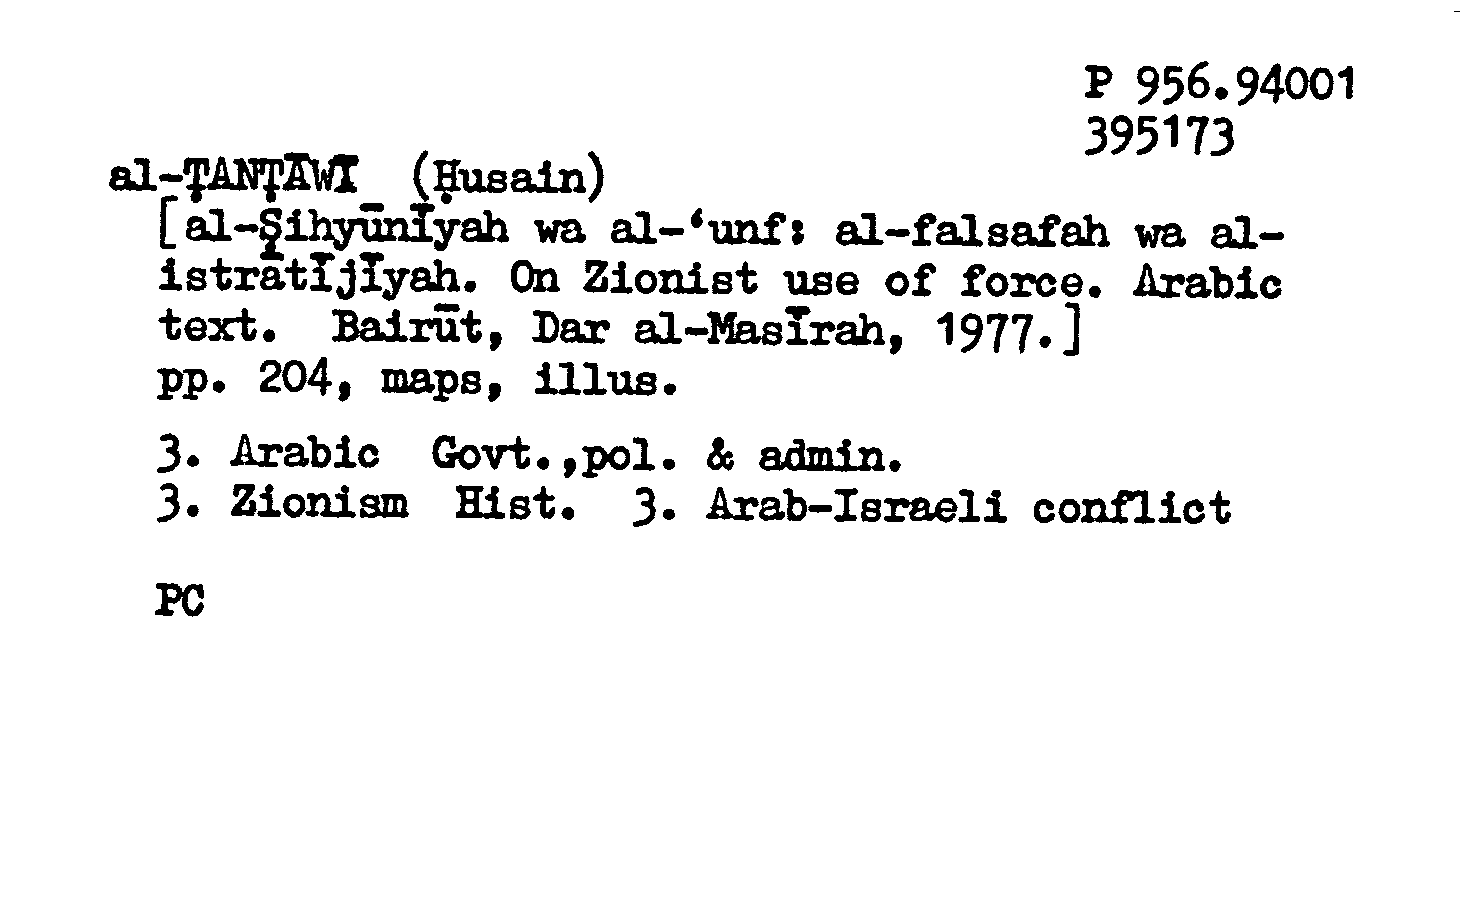 P 956.94001
395173
al-ṬANṬĀWĪ (Ḥusain)
[al-Ṣihyūnīyah wa al-‘unf: al-falsafah wa al-
istrātījīyah. On Zionist use of force. Arabic
text. Bairūt, Dar al-Masīrah, 1977.]
pp. 204, maps, illus.
3. Arabic Govt.,pol. & admin.
3. Zionism Hist. 3. Arab-Israeli conflict
PC